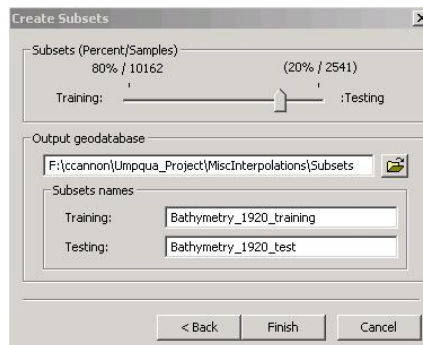 Create Subsets
Subsets (Percent/Samples)
80% / 10162 (20% / 2541)
Training: :Testing
Output geodatabase
F:\ccannon\Umpqua_Project\MiscInterpolations\Subsets
Subsets names
Training: Bathymetry_1920_training
Testing: Bathymetry_1920_test
< Back Finish Cancel